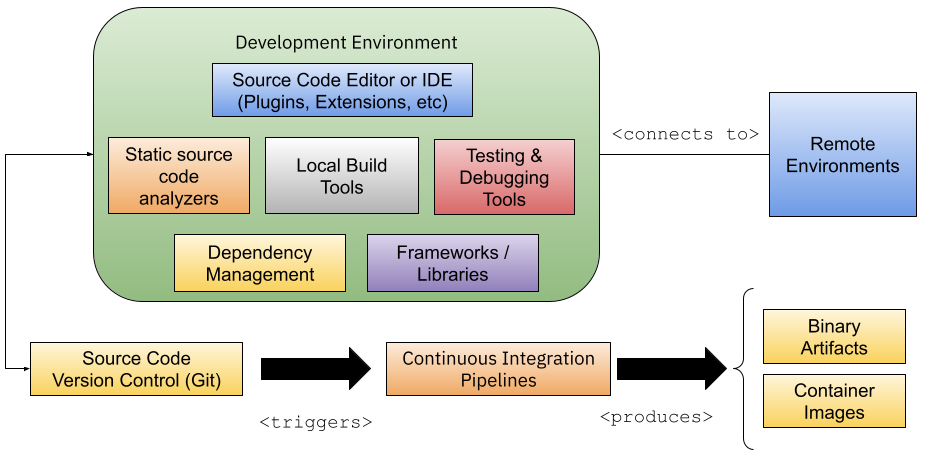 Development Environment
Source Code Editor or IDE
(Plugins, Extensions, etc)
Static source
code
analyzers
Local Build
Tools
Testing &
Debugging
Tools
Dependency
Management
Frameworks /
Libraries
<connects to>
Remote
Environments
Source Code
Version Control (Git)
<triggers>
Continuous Integration
Pipelines
<produces>
Binary
Artifacts
Container
Images